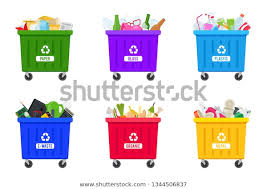 PAPER
GLASS
PLASTIC
shutterstock
E-WASTE
ORGANIC
METAL
www.shutterstock.com • 1344506837